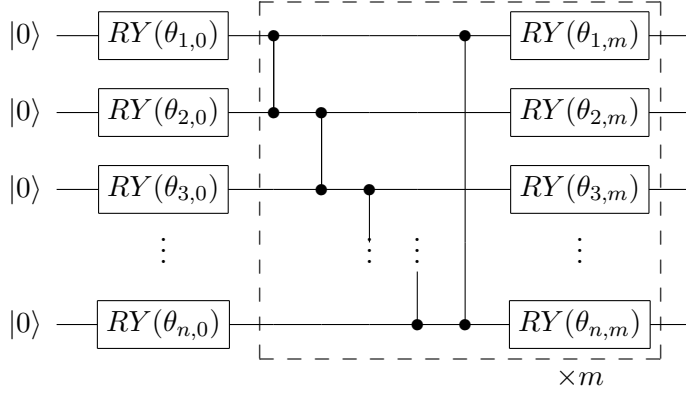 |0⟩ RY(θ₁,₀) RY(θ₁,ₘ)
|0⟩ RY(θ₂,₀) RY(θ₂,ₘ)
|0⟩ RY(θ₃,₀) RY(θ₃,ₘ)
⋮ ⋮ ⋮ ⋮
|0⟩ RY(θₙ,₀) RY(θₙ,ₘ)
×m